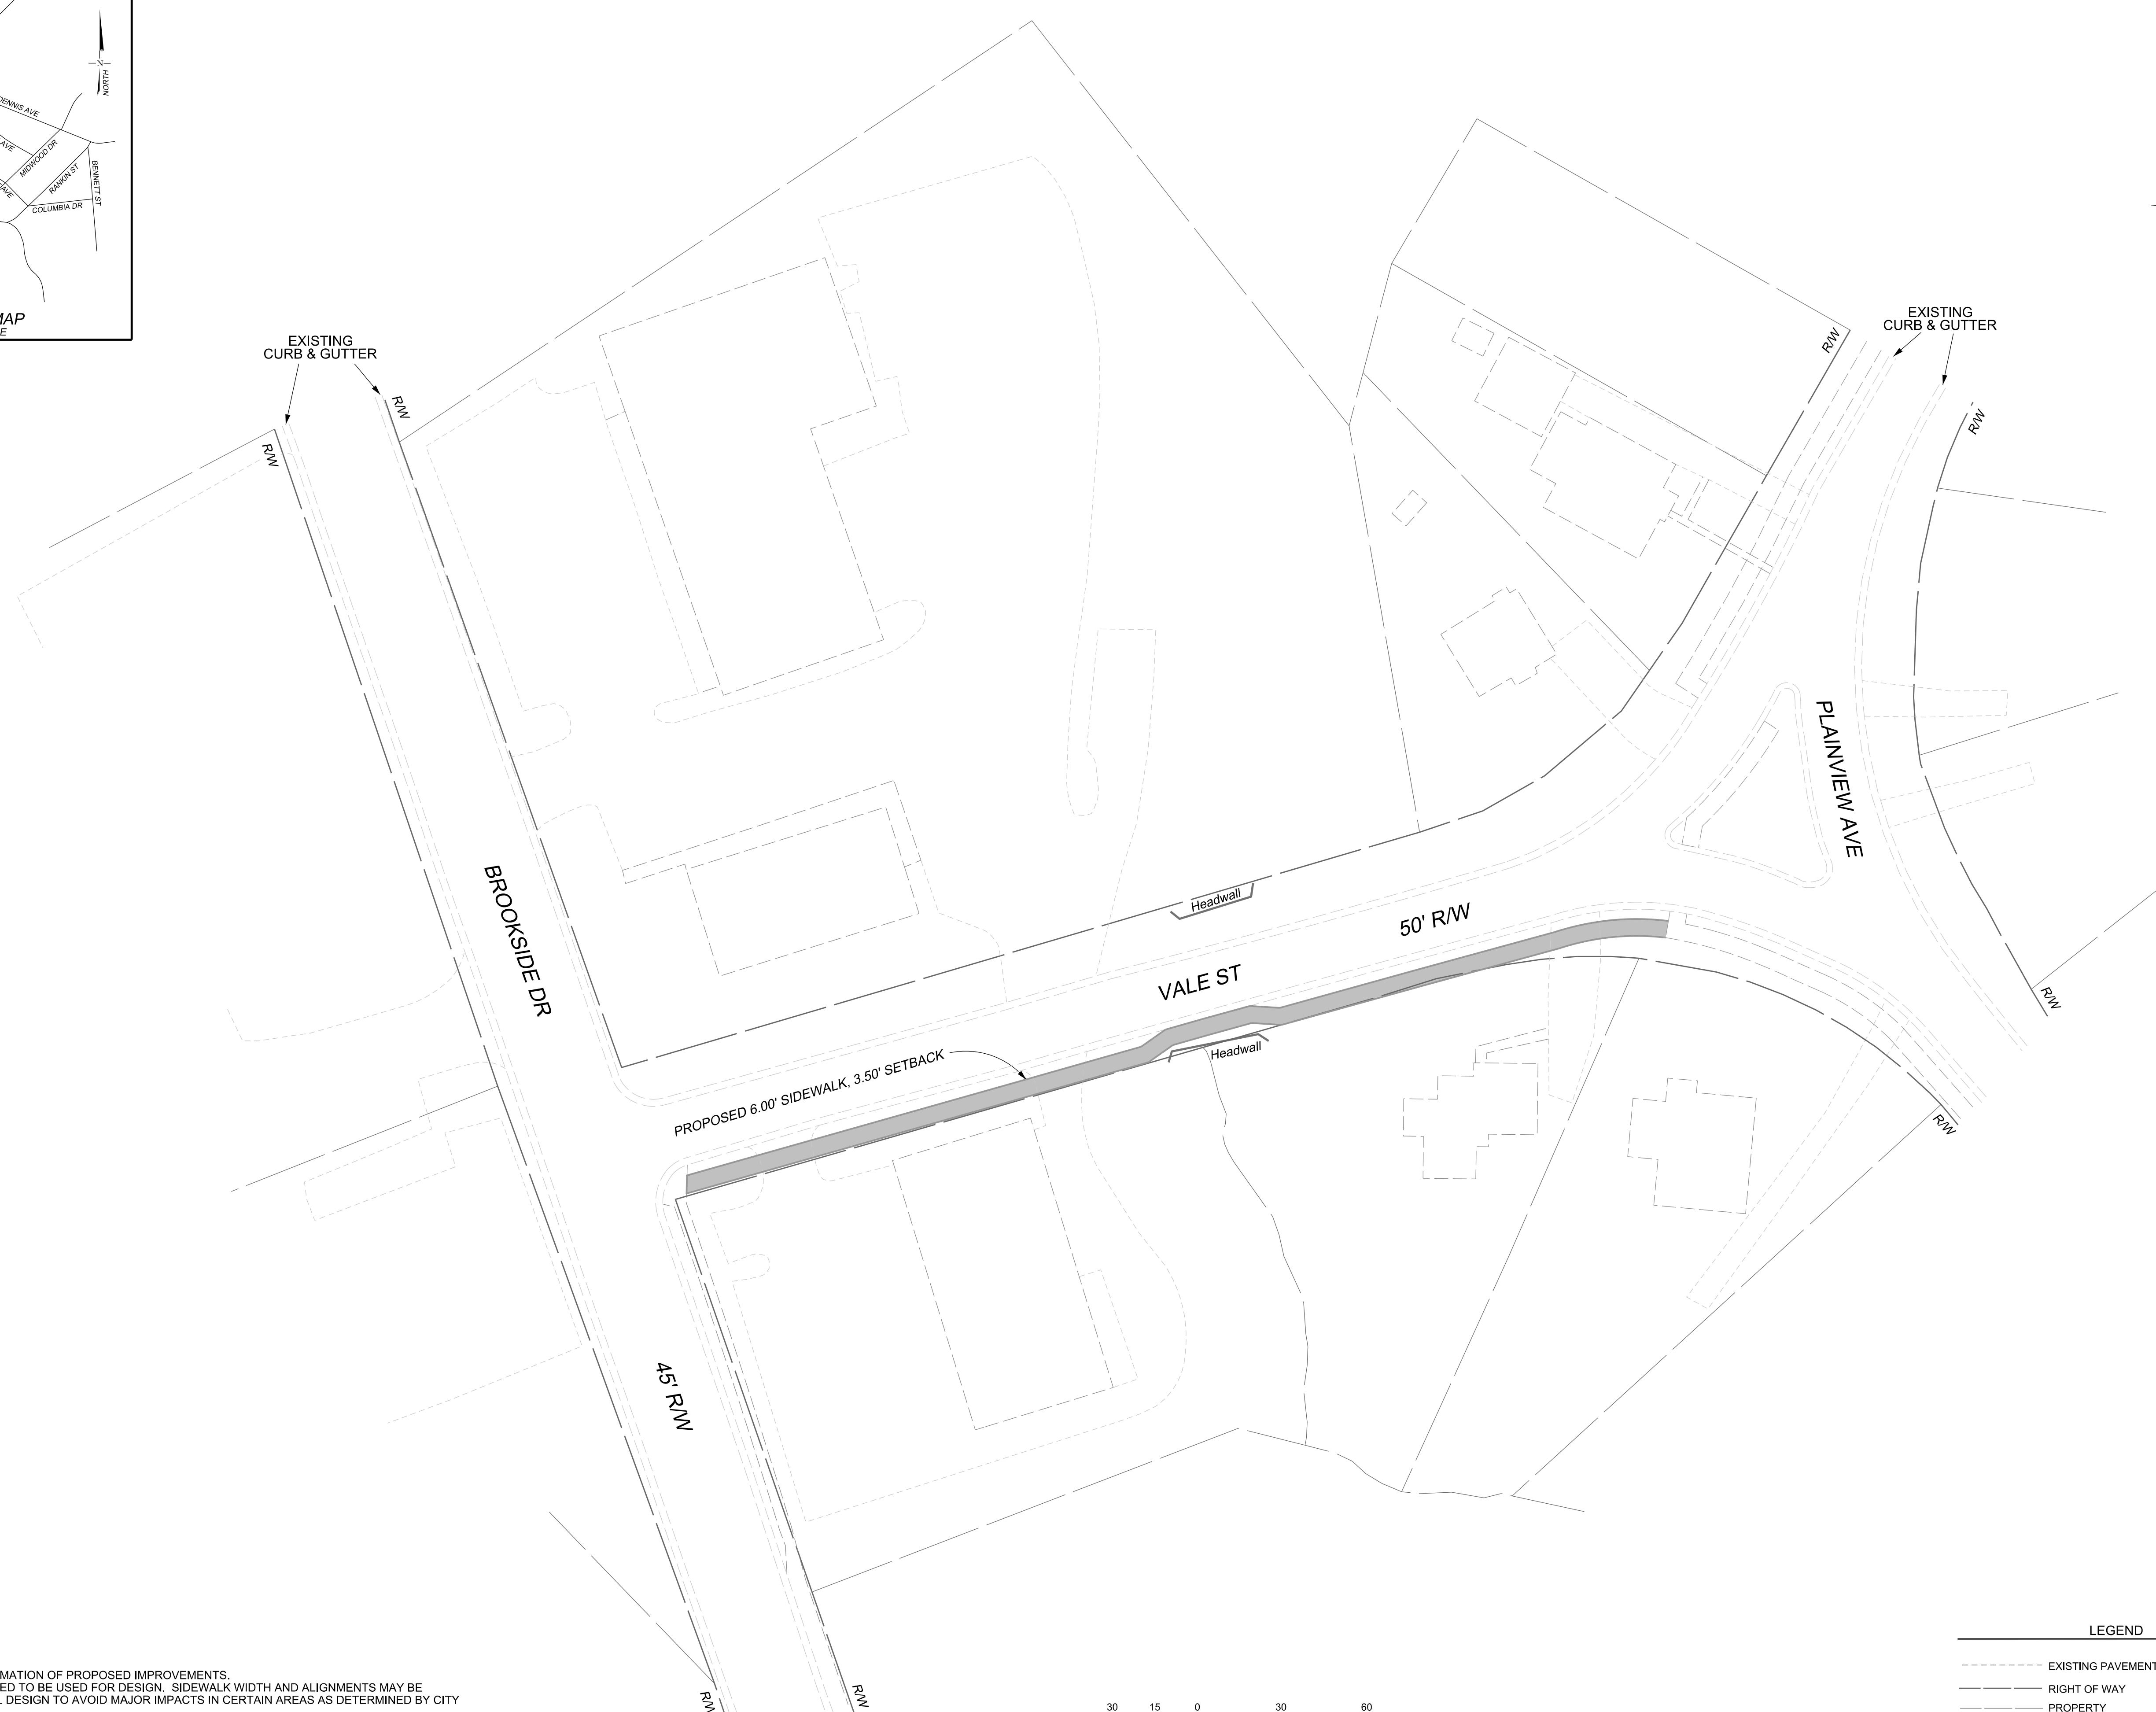 N
NORTH
DENNIS AVE
AVE
MIDWOOD DR
RANKIN ST
BENNETT ST
AVE
COLUMBIA DR
MAP
E
EXISTING
CURB & GUTTER
R/W
R/W
EXISTING
CURB & GUTTER
R/W
R/W
PLAINVIEW AVE
BROOKSIDE DR
Headwall
50' R/W
VALE ST
R/W
Headwall
PROPOSED 6.00' SIDEWALK, 3.50' SETBACK
R/W
45' R/W
R/W
R/W
MATION OF PROPOSED IMPROVEMENTS.
ED TO BE USED FOR DESIGN. SIDEWALK WIDTH AND ALIGNMENTS MAY BE
L DESIGN TO AVOID MAJOR IMPACTS IN CERTAIN AREAS AS DETERMINED BY CITY
30 15 0 30 60
LEGEND
EXISTING PAVEMENT
RIGHT OF WAY
PROPERTY